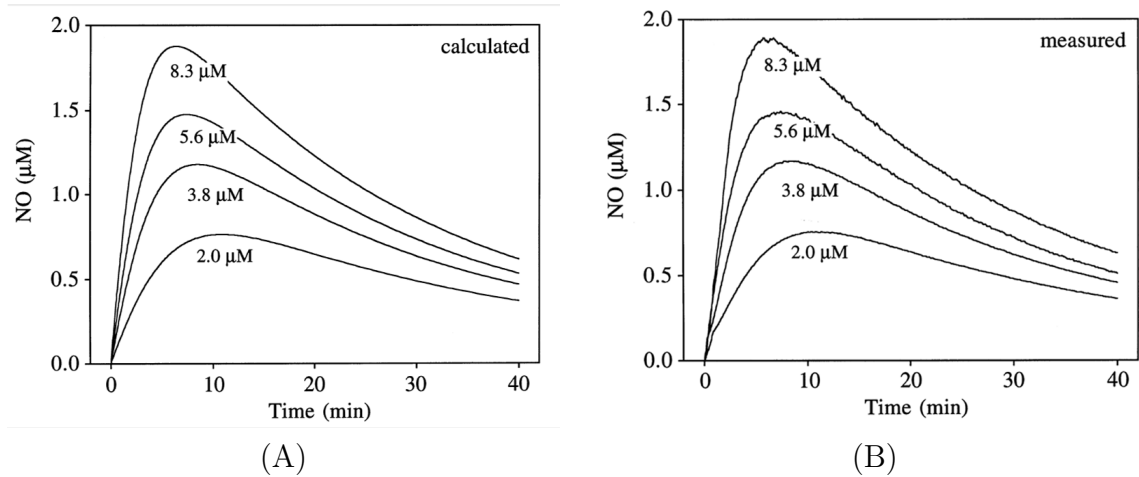 2.0
calculated
8.3 μM
1.5
5.6 μM
NO (μM)
1.0
3.8 μM
2.0 μM
0.5
0.0
0 10 20 30 40
Time (min)
(A)
2.0
measured
8.3 μM
1.5
5.6 μM
NO (μM)
1.0
3.8 μM
2.0 μM
0.5
0.0
0 10 20 30 40
Time (min)
(B)